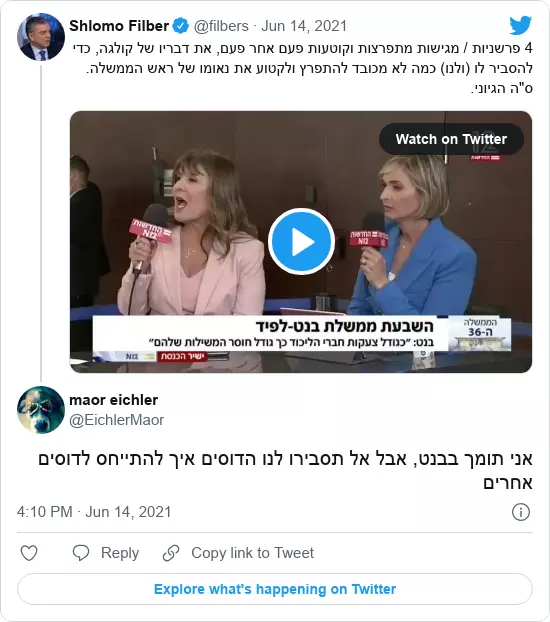 Shlomo Filber @filbers · Jun 14, 2021
4 פרשניות / מגישות מתפרצות וקוטעות פעם אחר פעם, את דבריו של קולגה, כדי
להסביר לו (ולנו) כמה לא מכובד להתפרץ ולקטוע את נאומו של ראש הממשלה.
ס"ה הגיוני.
Watch on Twitter
החדשות
N12
השבעת ממשלת בנט-לפיד
בנט: "כגודל צעקות חברי הליכוד כך גודל חוסר המשילות שלהם"
הממשלה
ה-36
N12 החדשות ישיר הכנסת
maor eichler
@EichlerMaor
אני תומך בבנט, אבל אל תסבירו לנו הדוסים איך להתייחס לדוסים
אחרים
4:10 PM · Jun 14, 2021
Reply Copy link to Tweet
Explore what's happening on Twitter